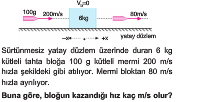 V₀=0
100g 200m/s 6kg 80m/s
-x +x yatay düzlem
Sürtünmesiz yatay düzlem üzerinde duran 6 kg
kütleli tahta bloğa 100 g kütleli mermi 200 m/s
hızla şekildeki gibi atılıyor. Mermi bloktan 80 m/s
hızla ayrılıyor.
Buna göre, bloğun kazandığı hız kaç m/s olur?